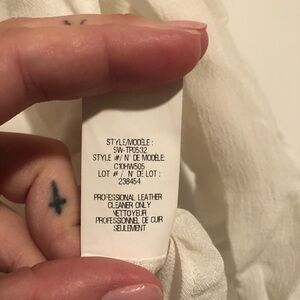 STYLE/MODÈLE :
SW-TP0532
STYLE #/ N° DE MODÈLE:
C10HW505
LOT #/ N° DE LOT :
238454
PROFESSIONAL LEATHER
CLEANER ONLY
NETTOYEUR
PROFESSIONNEL DE CUIR
SEULEMENT